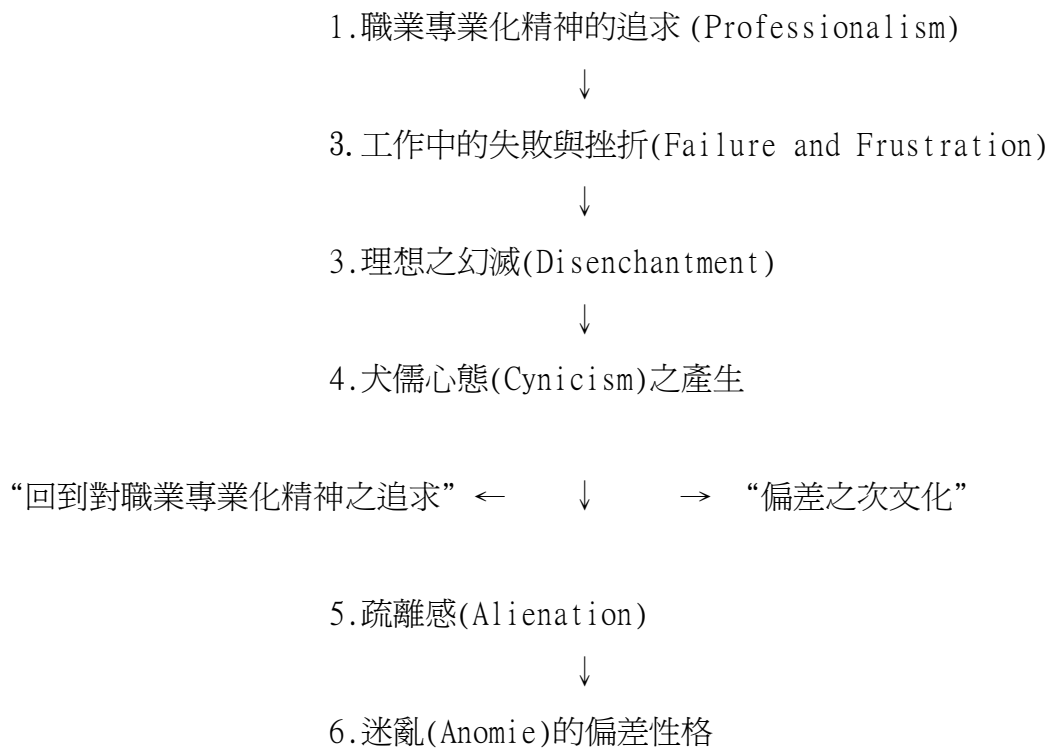 1.職業專業化精神的追求 (Professionalism)
↓
3.工作中的失敗與挫折(Failure and Frustration)
↓
3.理想之幻滅(Disenchantment)
↓
4.犬儒心態(Cynicism)之產生
“回到對職業專業化精神之追求” ← ↓ → “偏差之次文化”
5.疏離感(Alienation)
↓
6.迷亂(Anomie)的偏差性格